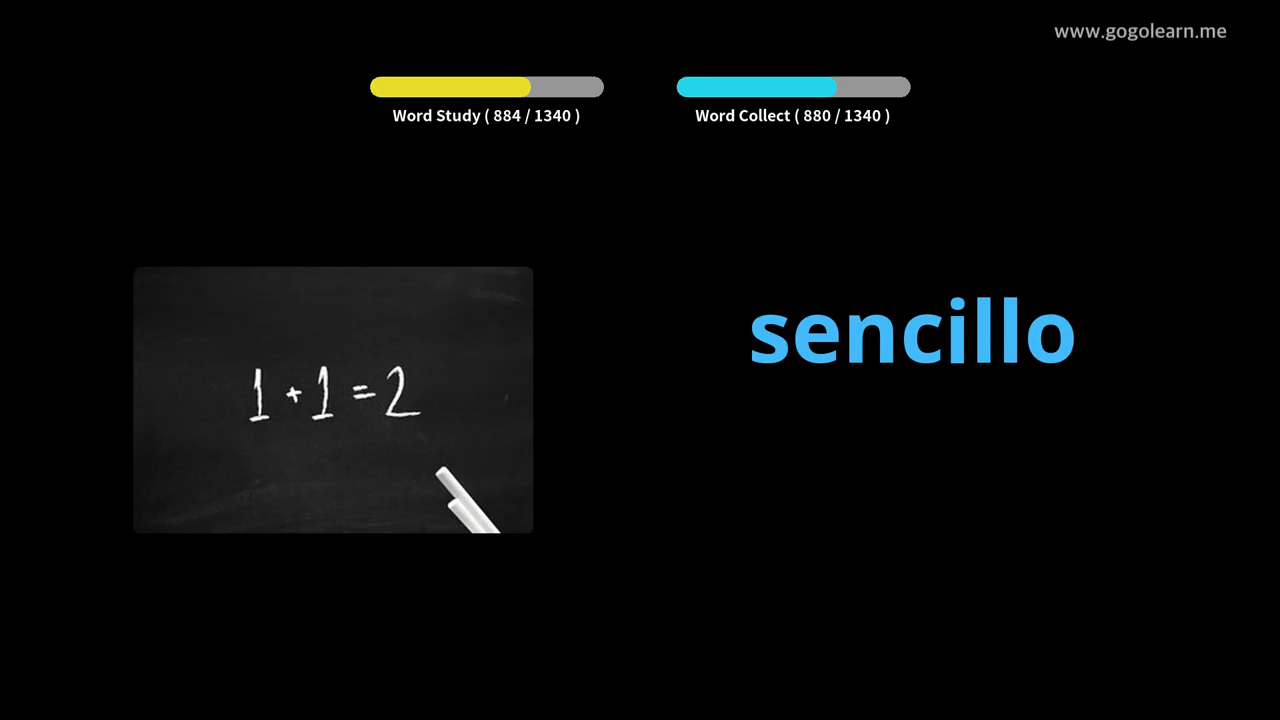 www.gogolearn.me
Word Study ( 884 / 1340 )
Word Collect ( 880 / 1340 )
sencillo
1 + 1 = 2